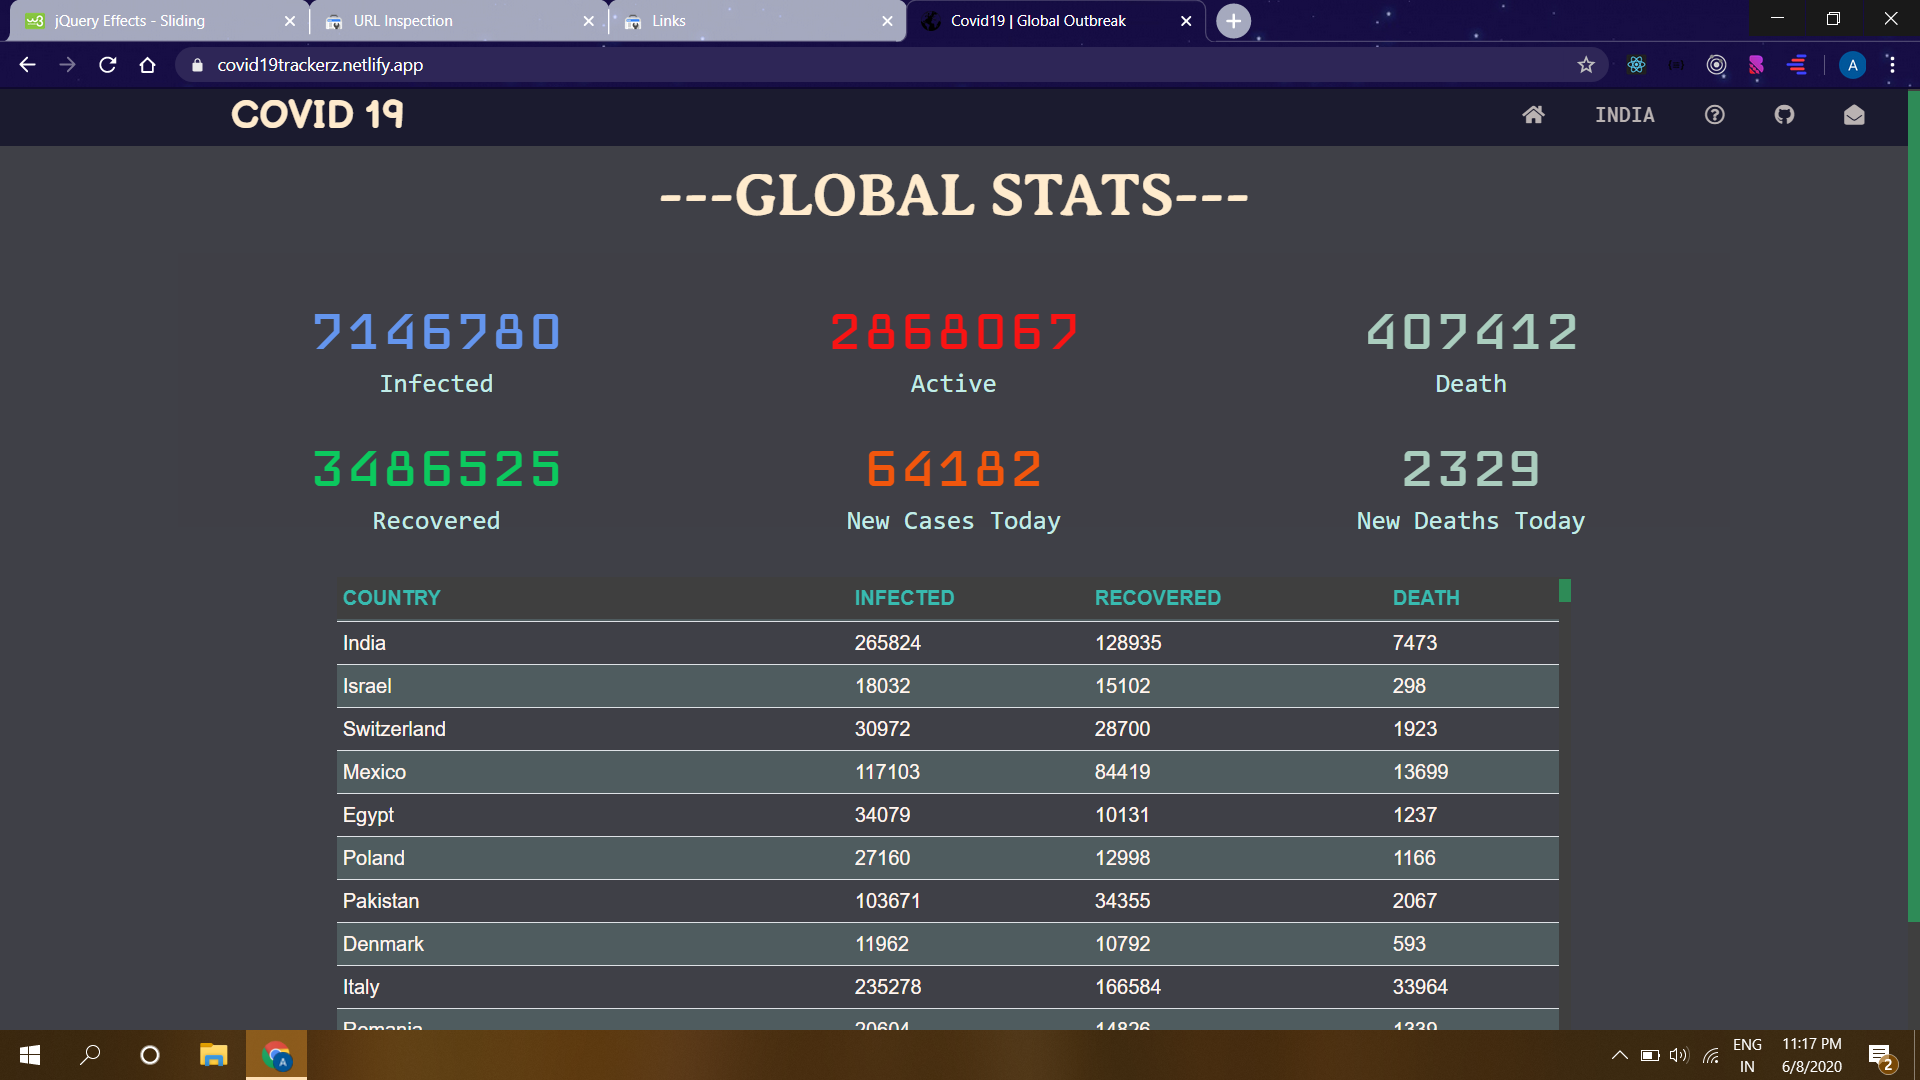 jQuery Effects - Sliding URL Inspection Links Covid19 | Global Outbreak
covid19trackerz.netlify.app A
COVID 19 INDIA
---GLOBAL STATS---
7146780 2868067 407412
Infected Active Death
3486525 64182 2329
Recovered New Cases Today New Deaths Today
COUNTRY INFECTED RECOVERED DEATH
India 265824 128935 7473
Israel 18032 15102 298
Switzerland 30972 28700 1923
Mexico 117103 84419 13699
Egypt 34079 10131 1237
Poland 27160 12998 1166
Pakistan 103671 34355 2067
Denmark 11962 10792 593
Italy 235278 166584 33964
Romania 20604 14826 1339
ENG 11:17 PM
IN 6/8/2020 2